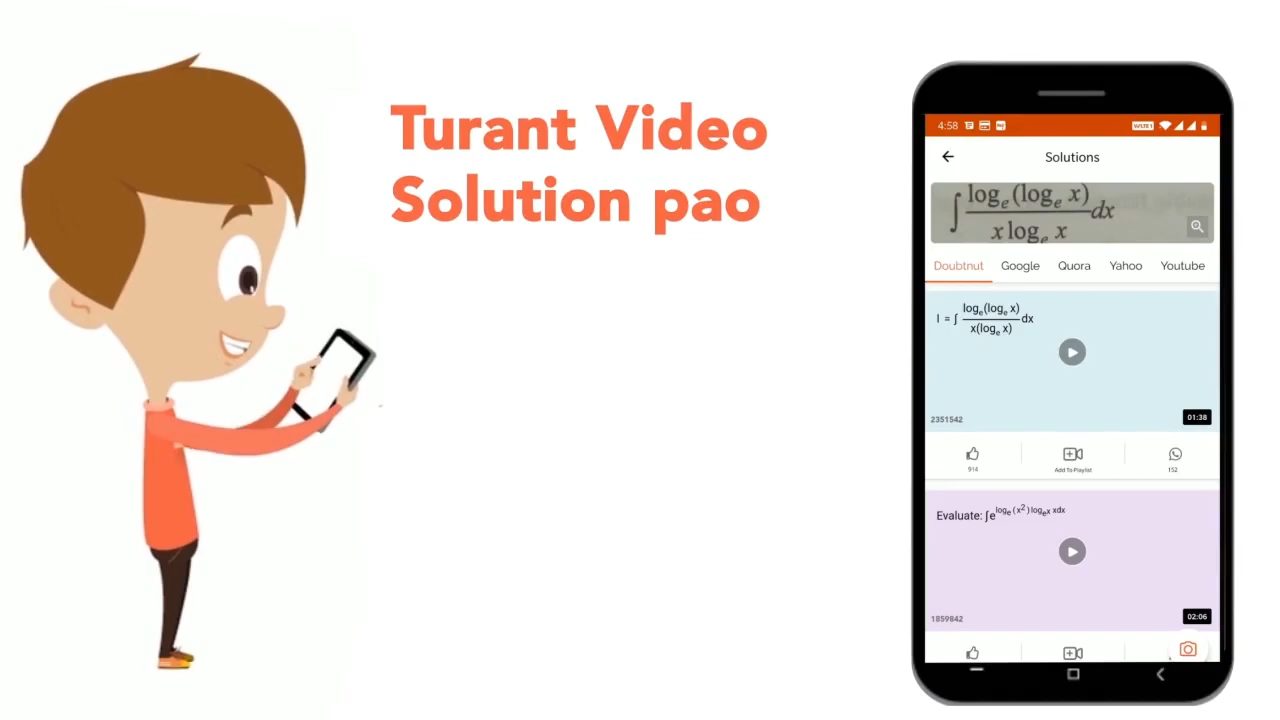 Turant Video
Solution pao
4:58
Solutions
∫ logₑ(logₑ x) / x logₑ x dx
Doubtnut Google Quora Yahoo Youtube
I = ∫ logₑ(logₑ x) / x(logₑ x) dx
2351542 01:38
914 Add To Playlist 152
Evaluate: ∫e^logₑ(x²)logₑx xdx
1859842 02:06